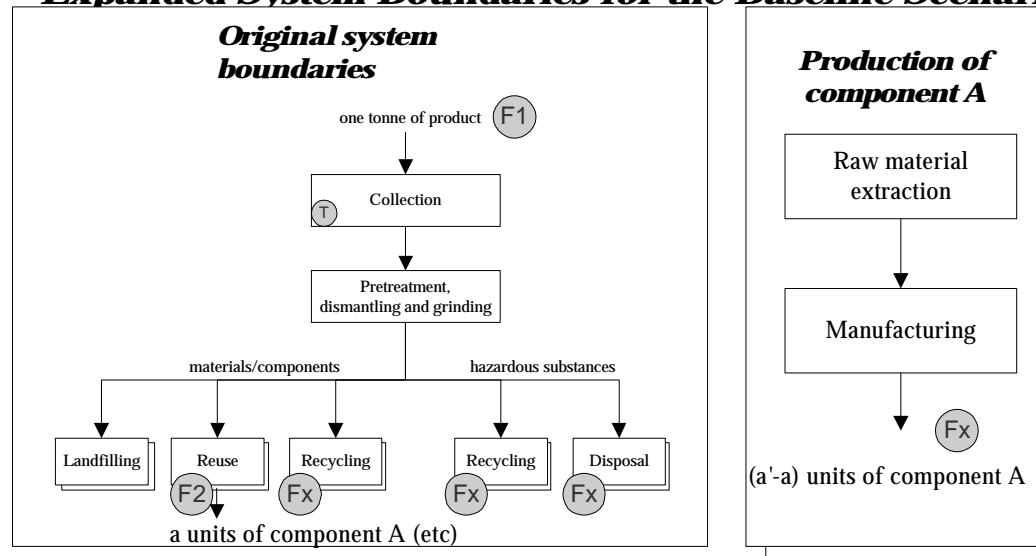 Expanded System Boundaries for the Baseline
Original system
boundaries
one tonne of product
F1
Collection
T
Pretreatment,
dismantling and grinding
materials/components
hazardous substances
Landfilling
Reuse
Recycling
Recycling
Disposal
F2
Fx
Fx
Fx
a units of component A (etc)
Production of
component A
Raw material
extraction
Manufacturing
Fx
(a'-a) units of component A